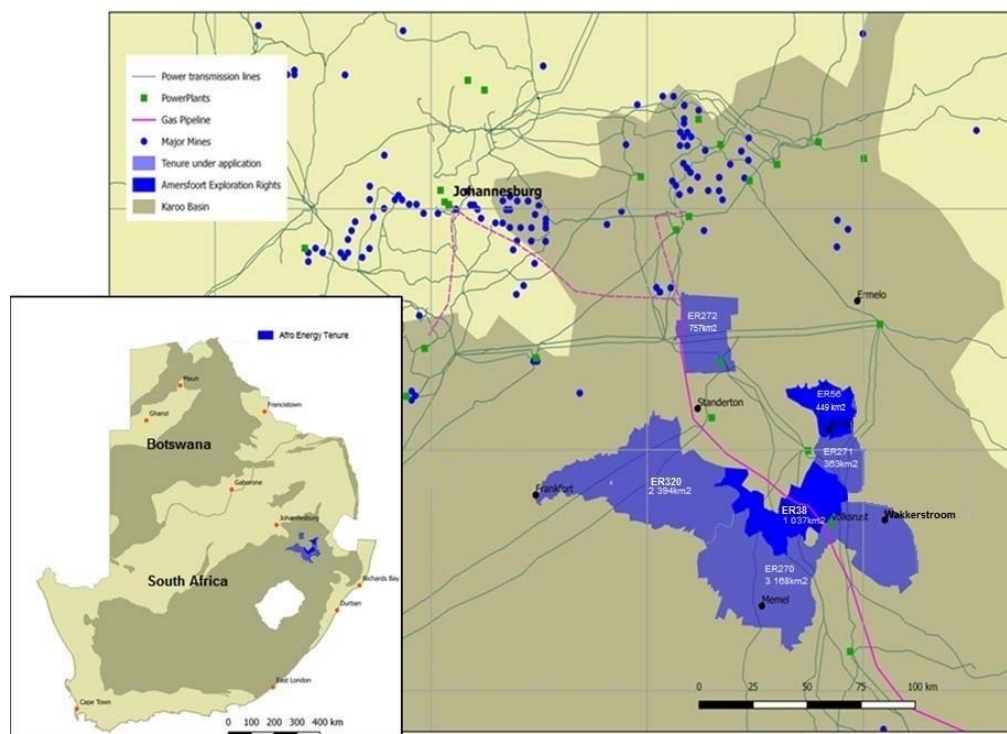 Power transmission lines
PowerPlants
Gas Pipeline
Major Mines
Tenure under application
Amersfoort Exploration Rights
Karoo Basin
Johannesburg
Ermelo
ER272
757km2
Standerton
ER56
449 km2
ER271
363km2
Frankfort
ER320
2 394km2
ER38
1 037km2
Volksrust
Wakkerstroom
ER270
3 168km2
Memel
0 25 50 75 100 km
Afro Energy Tenure
Maun
Ghanzi
Francistown
Botswana
Gaborone
Johannesburg
South Africa
Richards Bay
Durban
East London
Cape Town
0 100 200 300 400 km